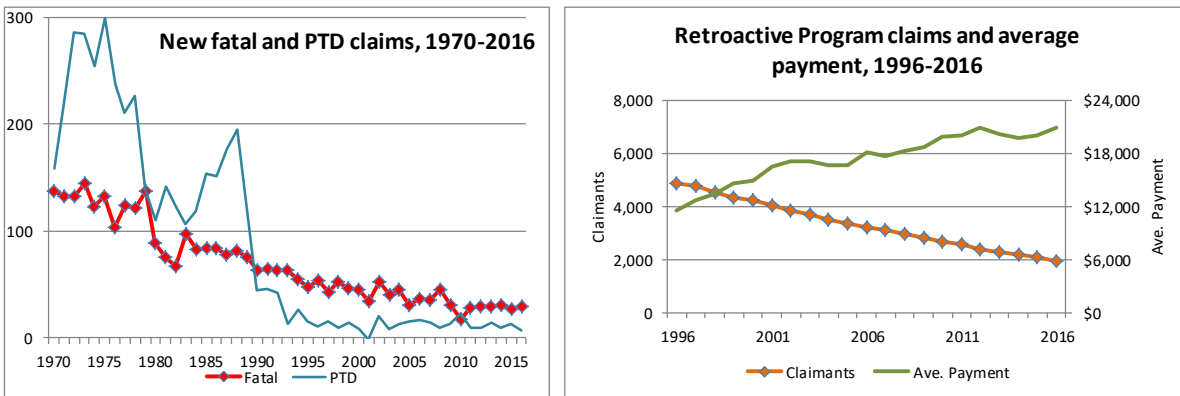 New fatal and PTD claims, 1970-2016
300
200
100
0
1970 1975 1980 1985 1990 1995 2000 2005 2010 2015
Fatal PTD
Retroactive Program claims and average
payment, 1996-2016
8,000 $24,000
6,000 $18,000
4,000 $12,000
2,000 $6,000
0 $0
Claimants
Ave. Payment
1996 2001 2006 2011 2016
Claimants Ave. Payment